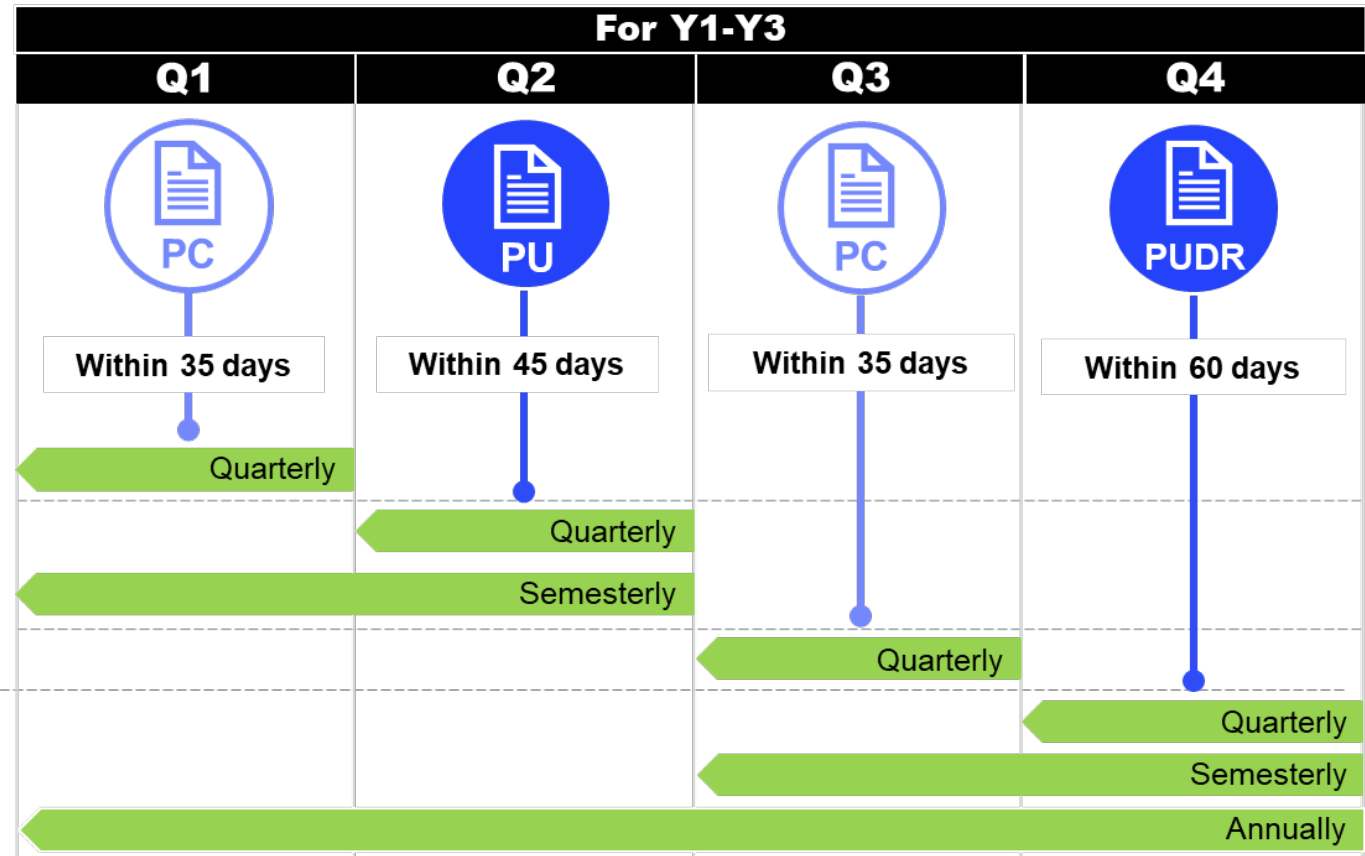 For Y1-Y3
Q1
Q2
Q3
Q4
PC
PU
PC
PUDR
Within 35 days
Within 45 days
Within 35 days
Within 60 days
Quarterly
Quarterly
Semesterly
Quarterly
Quarterly
Semesterly
Annually